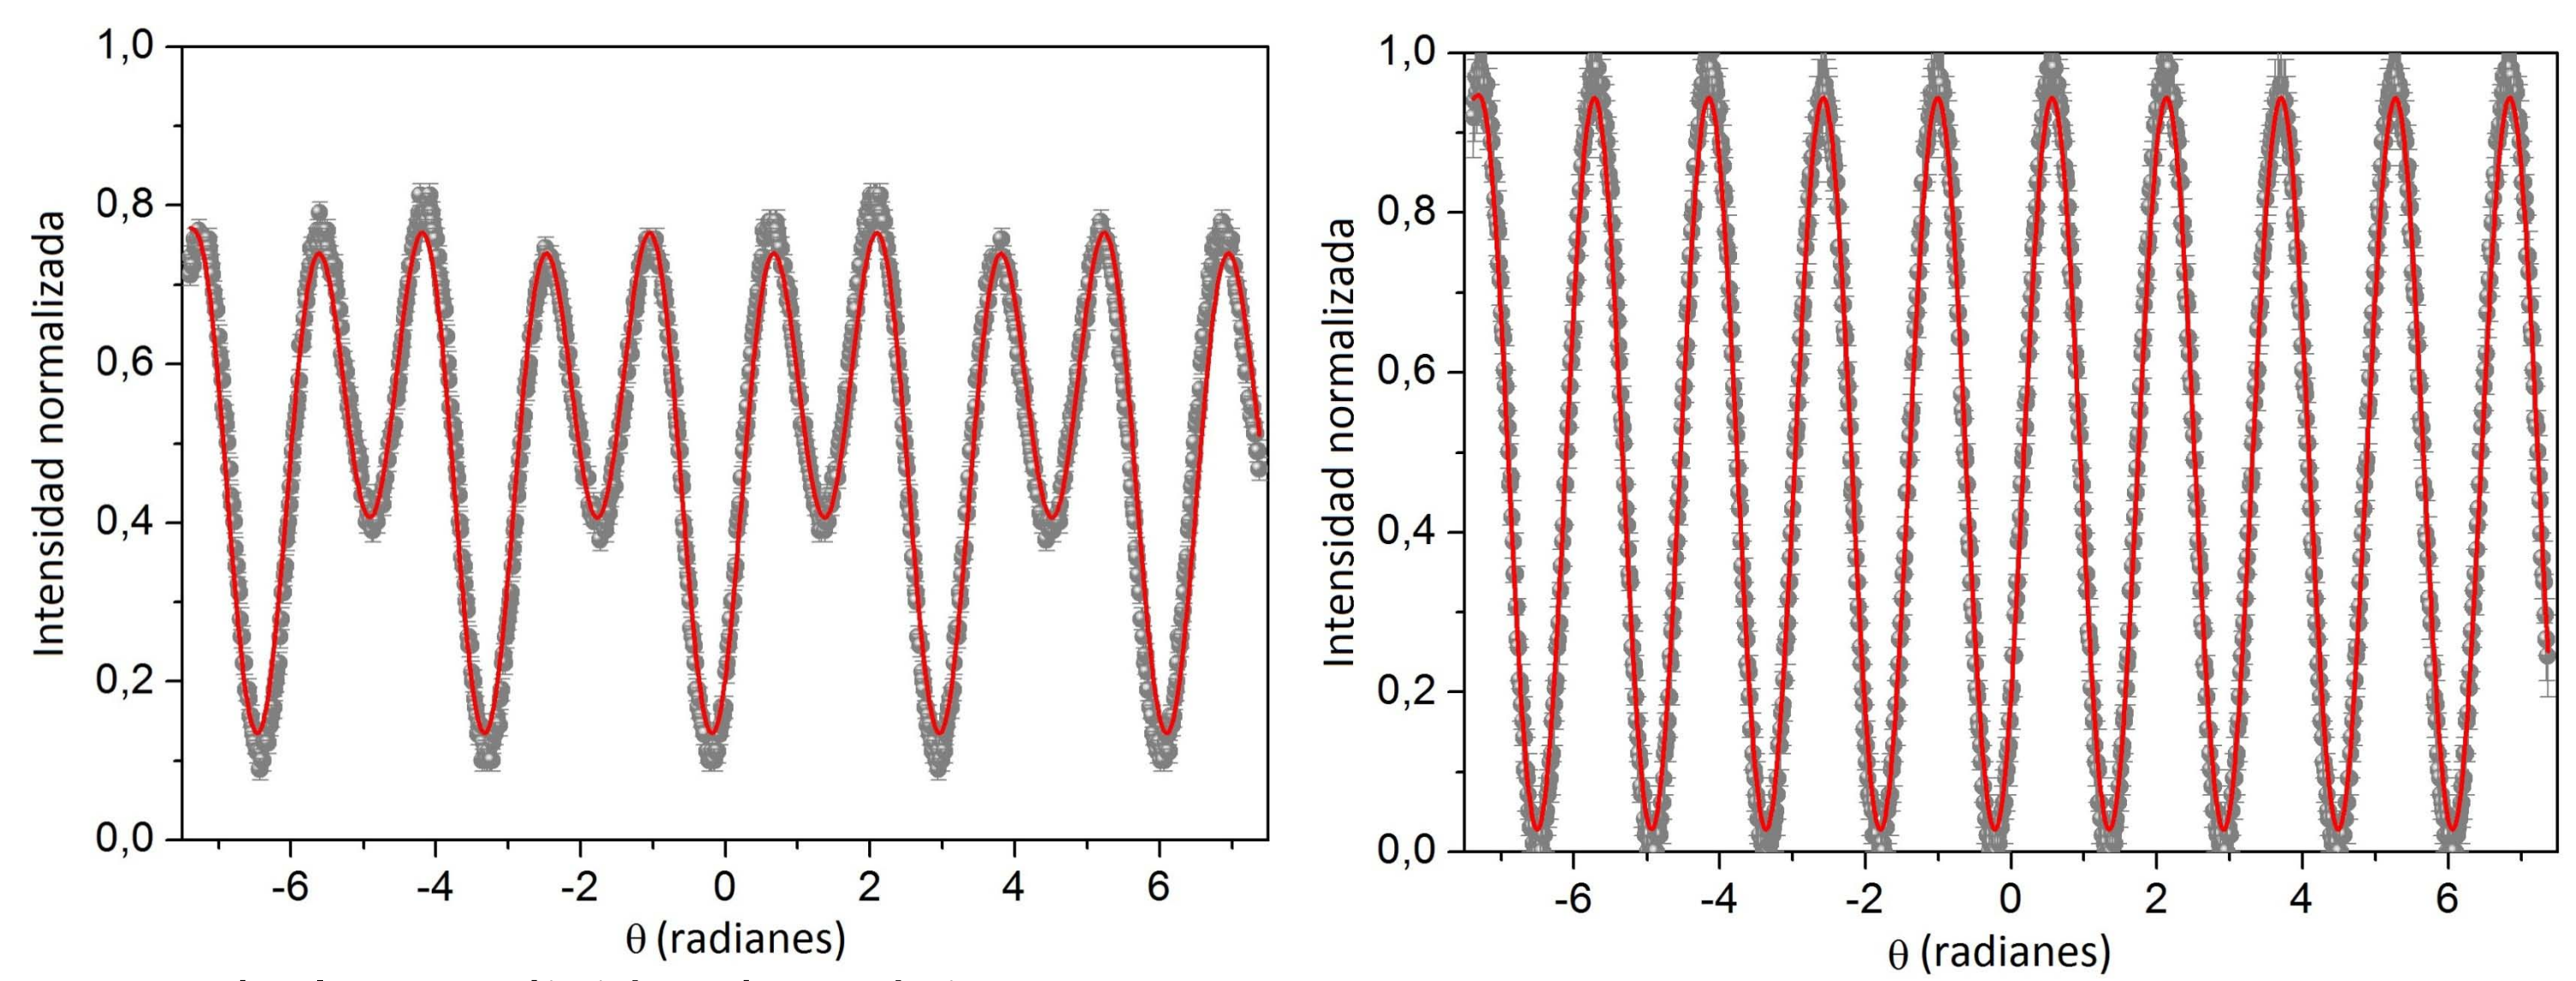 1,0
0,8
0,6
0,4
0,2
0,0
Intensidad normalizada
-6 -4 -2 0 2 4 6
θ (radianes)
1,0
0,8
0,6
0,4
0,2
0,0
Intensidad normalizada
-6 -4 -2 0 2 4 6
θ (radianes)